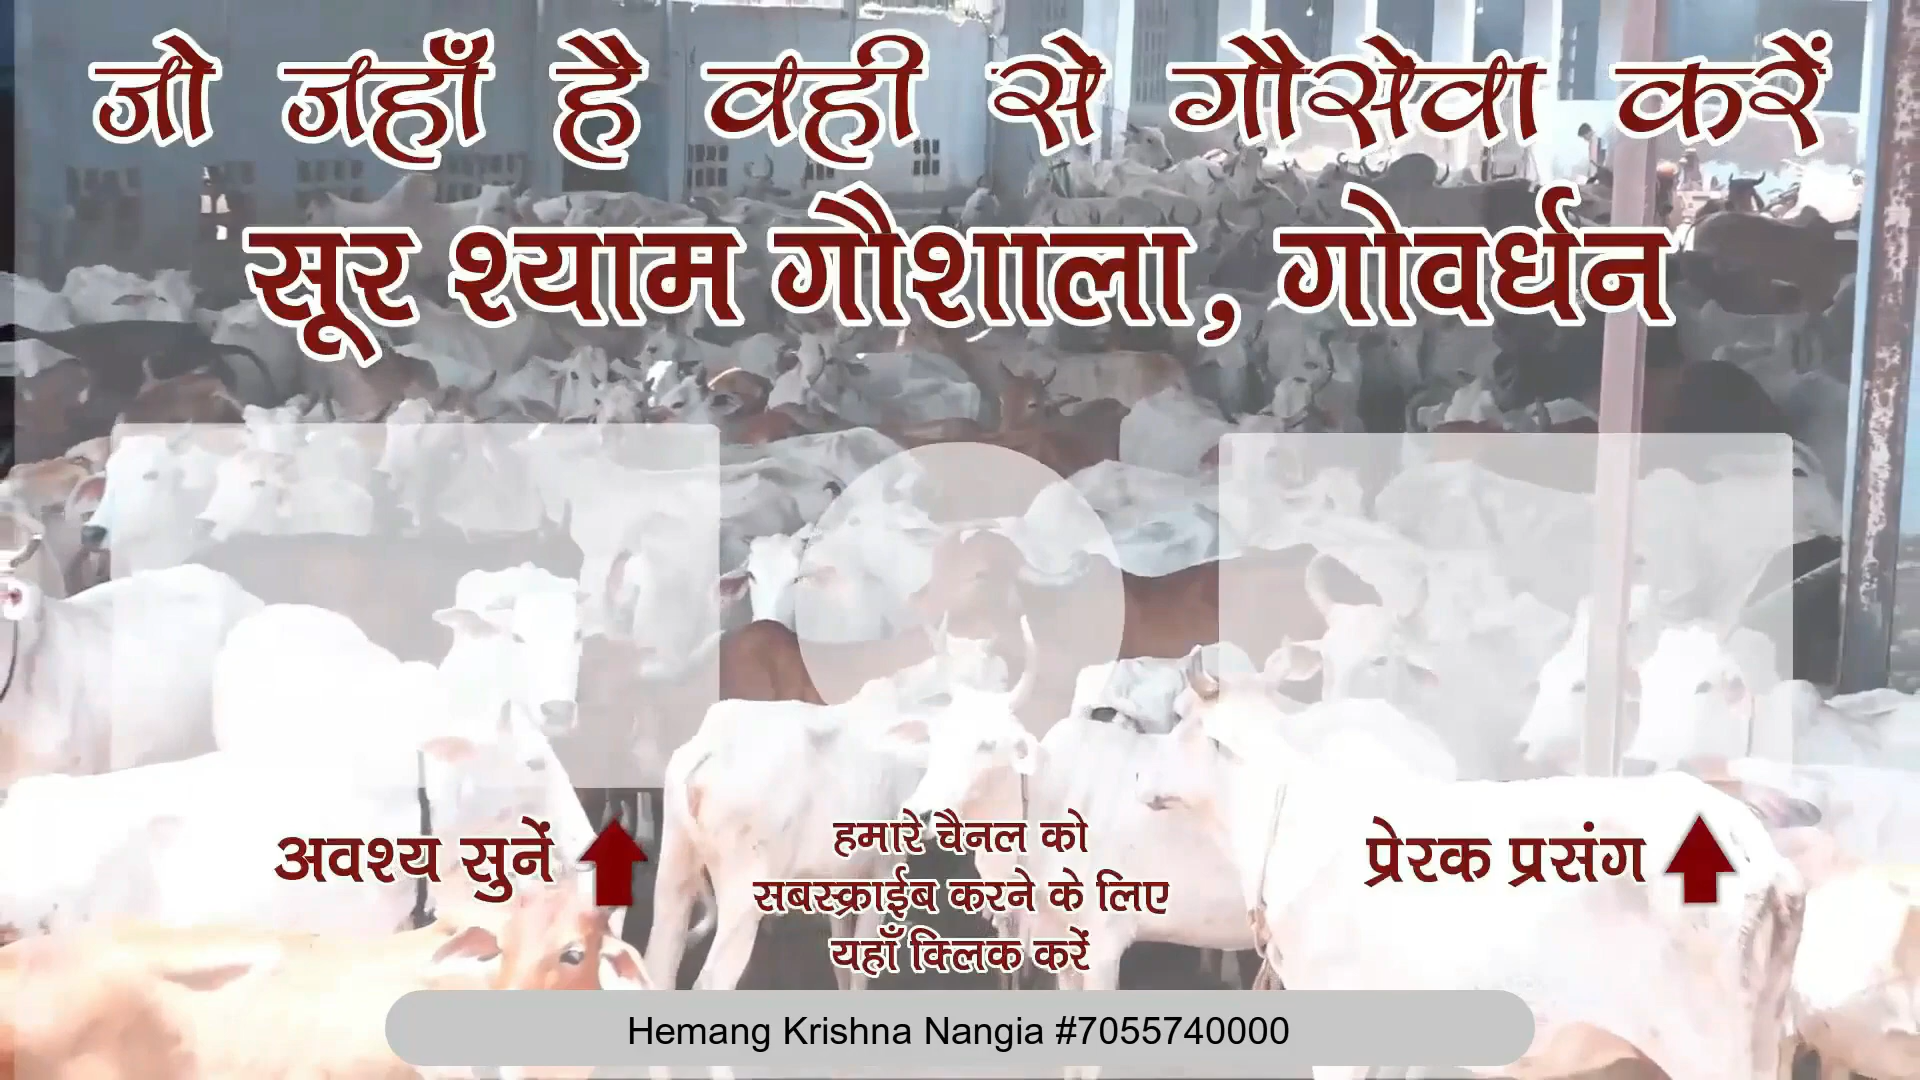 जो जहाँ है वही से गौसेवा करें
सूर श्याम गौशाला, गोवर्धन
अवश्य सुनें
हमारे चैनल को
सबस्क्राईब करने के लिए
यहाँ क्लिक करें
प्रेरक प्रसंग
Hemang Krishna Nangia #7055740000